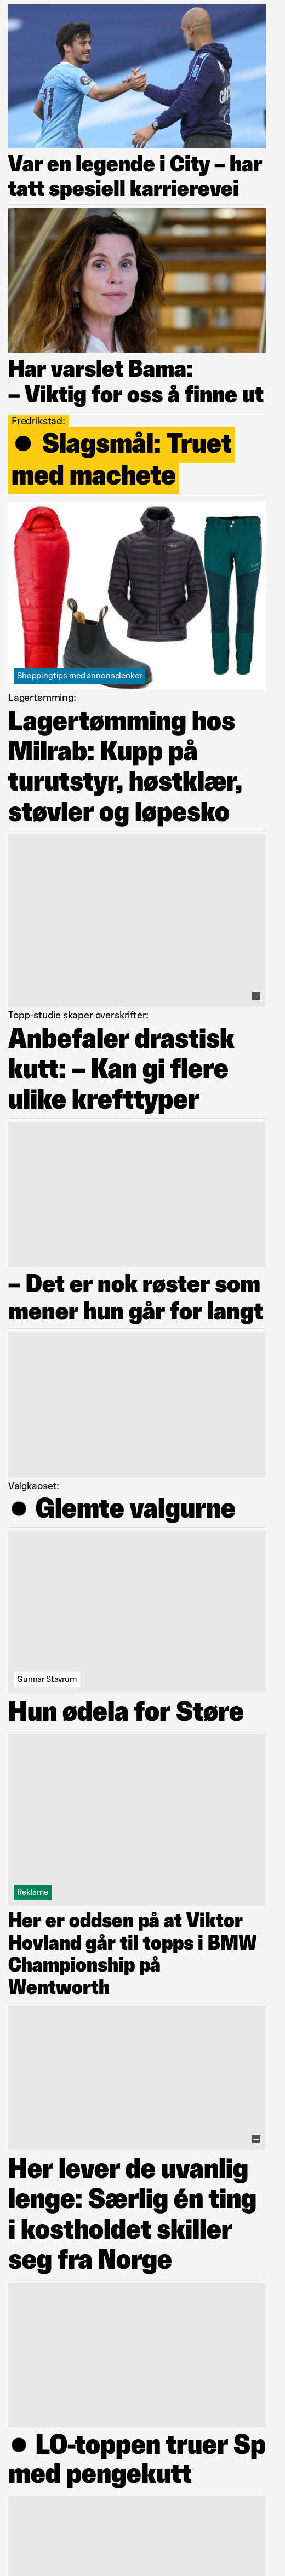 Var en legende i City – har
tatt spesiell karrierevei
Har varslet Bama:
– Viktig for oss å finne ut
Fredrikstad:
● Slagsmål: Truet
med machete
Shoppingtips med annonselenker
Lagertømming:
Lagertømming hos
Milrab: Kupp på
turutstyr, høstklær,
støvler og løpesko
Topp-studie skaper overskrifter:
Anbefaler drastisk
kutt: – Kan gi flere
ulike krefttyper
– Det er nok røster som
mener hun går for langt
Valgkaoset:
● Glemte valgurne
Gunnar Stavrum
Hun ødela for Støre
Reklame
Her er oddsen på at Viktor
Hovland går til topps i BMW
Championship på
Wentworth
Her lever de uvanlig
lenge: Særlig én ting
i kostholdet skiller
seg fra Norge
● LO-toppen truer Sp
med pengekutt